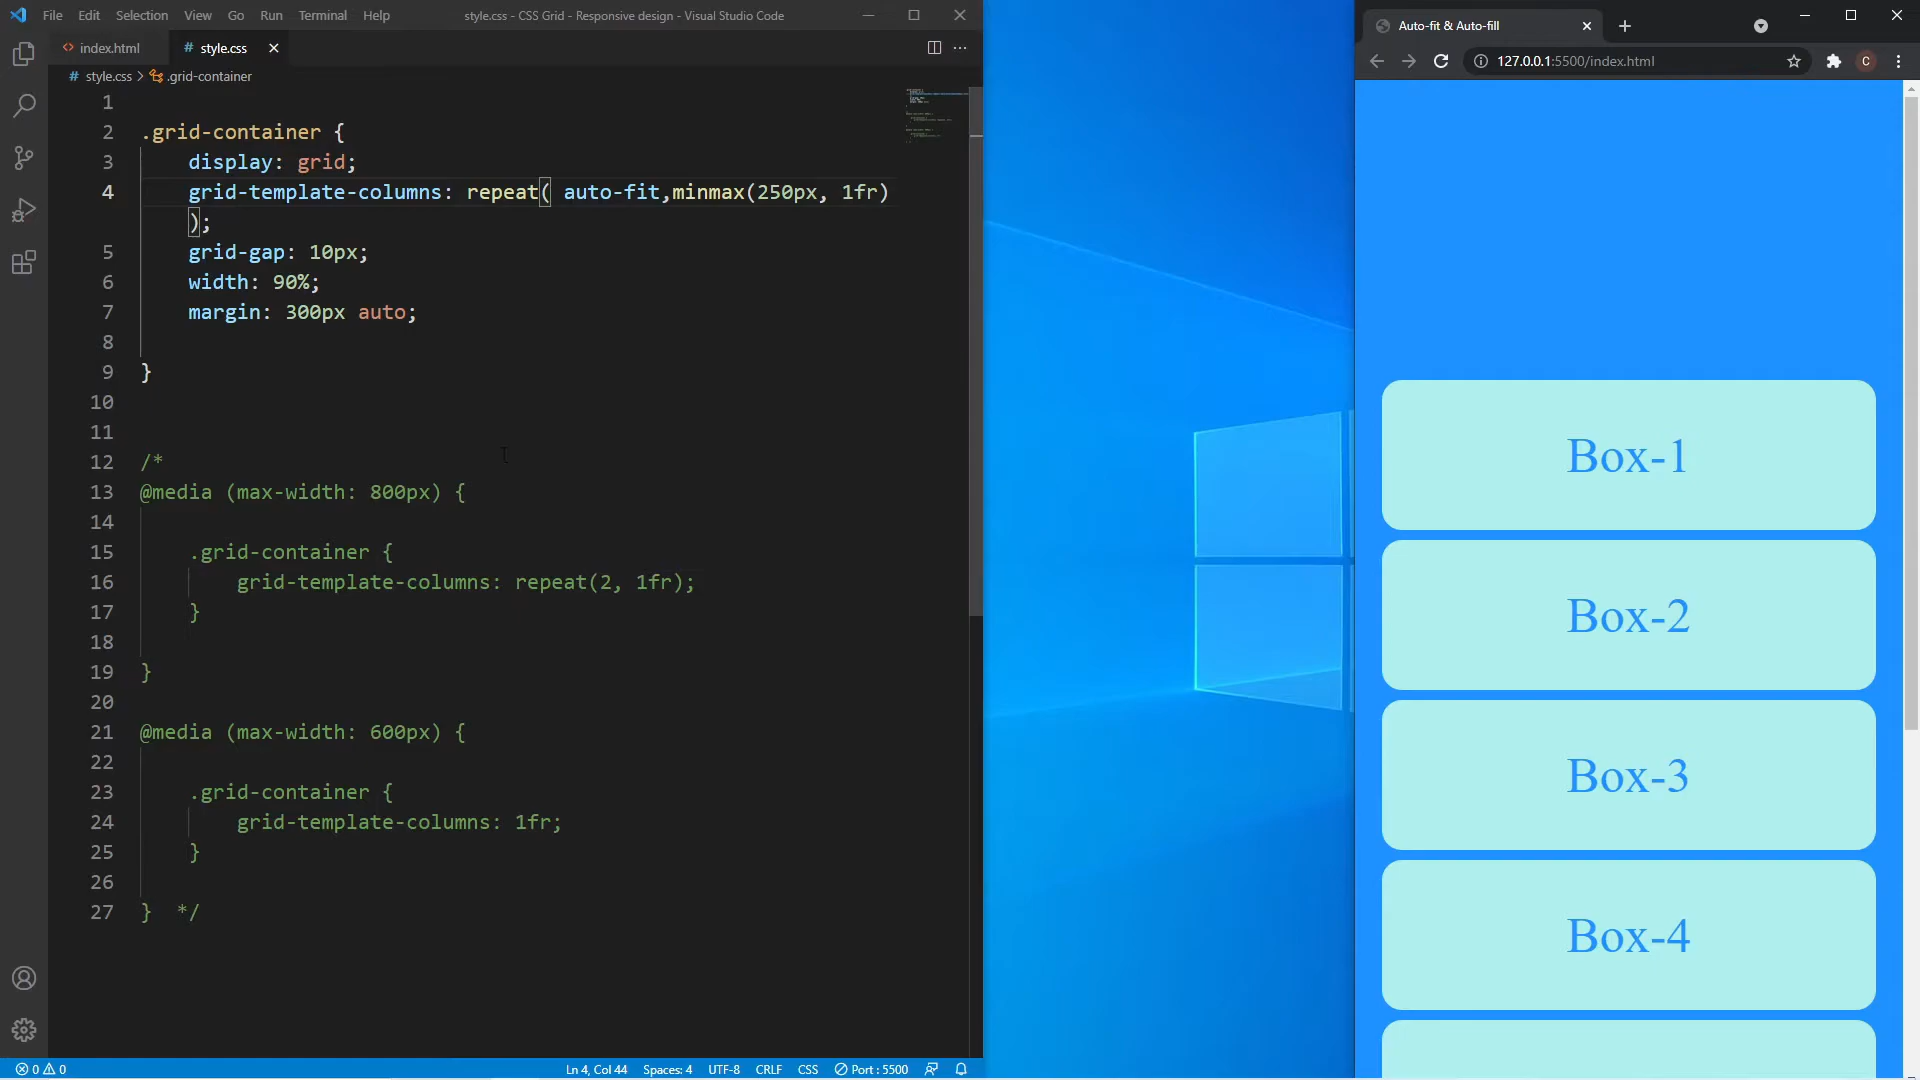 File Edit Selection View Go Run Terminal Help
style.css - CSS Grid - Responsive design - Visual Studio Code
<> index.html
# style.css
# style.css > .grid-container
1
2 .grid-container {
3 display: grid;
4 grid-template-columns: repeat( auto-fit,minmax(250px, 1fr)
);
5 grid-gap: 10px;
6 width: 90%;
7 margin: 300px auto;
8
9 }
10
11
12 /*
13 @media (max-width: 800px) {
14
15 .grid-container {
16 grid-template-columns: repeat(2, 1fr);
17 }
18
19 }
20
21 @media (max-width: 600px) {
22
23 .grid-container {
24 grid-template-columns: 1fr;
25 }
26
27 } */
0 0
Ln 4, Col 44 Spaces: 4 UTF-8 CRLF CSS Port : 5500
Auto-fit & Auto-fill
127.0.0.1:5500/index.html
C
Box-1
Box-2
Box-3
Box-4